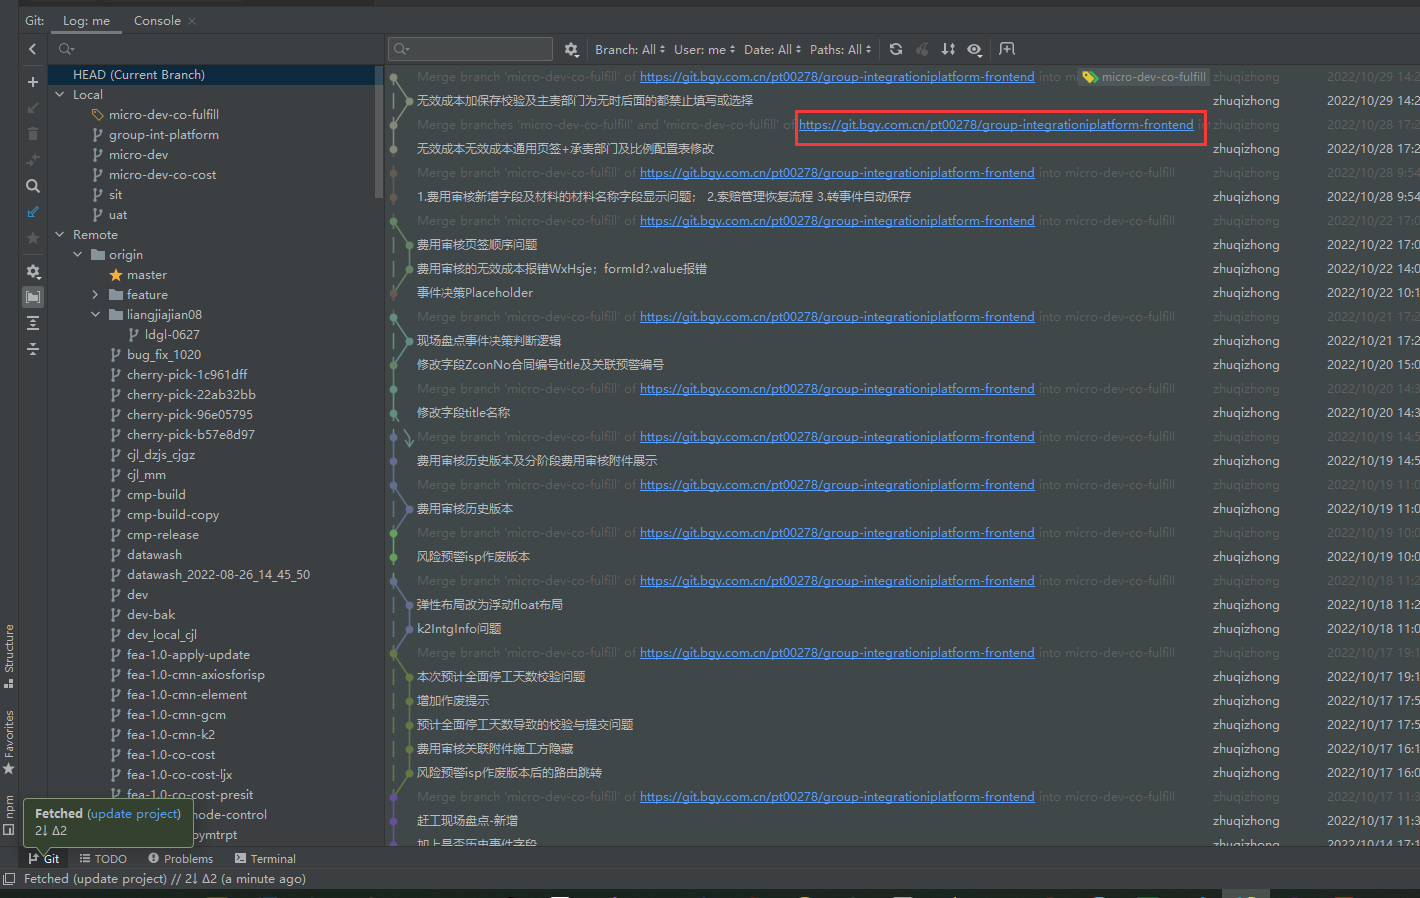 Git: Log: me Console
Branch: All User: me Date: All Paths: All
HEAD (Current Branch)
Local
micro-dev-co-fulfill
group-int-platform
micro-dev
micro-dev-co-cost
sit
uat
Remote
origin
master
feature
liangjiajian08
ldgl-0627
bug_fix_1020
cherry-pick-1c961dff
cherry-pick-22ab32bb
cherry-pick-96e05795
cherry-pick-b57e8d97
cjl_dzjs_cjgz
cjl_mm
cmp-build
cmp-build-copy
cmp-release
datawash
datawash_2022-08-26_14_45_50
dev
dev-bak
dev_local_cjl
fea-1.0-apply-update
fea-1.0-cmn-axiosforisp
fea-1.0-cmn-element
fea-1.0-cmn-gcm
fea-1.0-cmn-k2
fea-1.0-co-cost
fea-1.0-co-cost-ljx
fea-1.0-co-cost-presit
Merge branch 'micro-dev-co-fulfill' of https://git.bgy.com.cn/pt00278/group-integrationiplatform-frontend into micro-dev-co-fulfill zhuqizhong 2022/10/29 14:2
无效成本加保存校验及主责部门为无时后面的都禁止填写或选择 zhuqizhong 2022/10/29 14:2
Merge branches 'micro-dev-co-fulfill' and 'micro-dev-co-fulfill' of https://git.bgy.com.cn/pt00278/group-integrationiplatform-frontend zhuqizhong 2022/10/28 17:2
无效成本无效成本通用页签+承责部门及比例配置表修改 zhuqizhong 2022/10/28 17:2
Merge branch 'micro-dev-co-fulfill' of https://git.bgy.com.cn/pt00278/group-integrationiplatform-frontend into micro-dev-co-fulfill zhuqizhong 2022/10/28 9:54
1.费用审核新增字段及材料的材料名称字段显示问题； 2.索赔管理恢复流程 3.转事件自动保存 zhuqizhong 2022/10/28 9:54
Merge branch 'micro-dev-co-fulfill' of https://git.bgy.com.cn/pt00278/group-integrationiplatform-frontend into micro-dev-co-fulfill zhuqizhong 2022/10/22 17:0
费用审核页签顺序问题 zhuqizhong 2022/10/22 17:0
费用审核的无效成本报错WxHsje；formId?.value报错 zhuqizhong 2022/10/22 14:0
事件决策Placeholder zhuqizhong 2022/10/22 10:1
Merge branch 'micro-dev-co-fulfill' of https://git.bgy.com.cn/pt00278/group-integrationiplatform-frontend into micro-dev-co-fulfill zhuqizhong 2022/10/21 17:2
现场盘点事件决策判断逻辑 zhuqizhong 2022/10/21 17:2
修改字段ZconNo合同编号title及关联预警编号 zhuqizhong 2022/10/20 15:0
Merge branch 'micro-dev-co-fulfill' of https://git.bgy.com.cn/pt00278/group-integrationiplatform-frontend into micro-dev-co-fulfill zhuqizhong 2022/10/20 14:3
修改字段title名称 zhuqizhong 2022/10/20 14:3
Merge branch 'micro-dev-co-fulfill' of https://git.bgy.com.cn/pt00278/group-integrationiplatform-frontend into micro-dev-co-fulfill zhuqizhong 2022/10/19 14:5
费用审核历史版本及分阶段费用审核附件展示 zhuqizhong 2022/10/19 14:5
Merge branch 'micro-dev-co-fulfill' of https://git.bgy.com.cn/pt00278/group-integrationiplatform-frontend into micro-dev-co-fulfill zhuqizhong 2022/10/19 11:0
费用审核历史版本 zhuqizhong 2022/10/19 11:0
Merge branch 'micro-dev-co-fulfill' of https://git.bgy.com.cn/pt00278/group-integrationiplatform-frontend into micro-dev-co-fulfill zhuqizhong 2022/10/19 10:0
风险预警isp作废版本 zhuqizhong 2022/10/19 10:0
Merge branch 'micro-dev-co-fulfill' of https://git.bgy.com.cn/pt00278/group-integrationiplatform-frontend into micro-dev-co-fulfill zhuqizhong 2022/10/18 11:2
弹性布局改为浮动float布局 zhuqizhong 2022/10/18 11:2
k2IntgInfo问题 zhuqizhong 2022/10/18 11:0
Merge branch 'micro-dev-co-fulfill' of https://git.bgy.com.cn/pt00278/group-integrationiplatform-frontend into micro-dev-co-fulfill zhuqizhong 2022/10/17 19:1
本次预计全面停工天数校验问题 zhuqizhong 2022/10/17 19:1
增加作废提示 zhuqizhong 2022/10/17 17:5
预计全面停工天数导致的校验与提交问题 zhuqizhong 2022/10/17 17:5
费用审核关联附件施工方隐藏 zhuqizhong 2022/10/17 16:1
风险预警isp作废版本后的路由跳转 zhuqizhong 2022/10/17 16:0
Merge branch 'micro-dev-co-fulfill' of https://git.bgy.com.cn/pt00278/group-integrationiplatform-frontend into micro-dev-co-fulfill zhuqizhong 2022/10/17 11:3
赶工现场盘点-新增 zhuqizhong 2022/10/17 11:3
加上是否历史事件字段 zhuqizhong 2022/10/14 17:1
micro-dev-co-fulfill
Structure
Favorites
npm
Fetched (update project)
2↓ Δ2
node-control
pymtrpt
Git TODO Problems Terminal
Fetched (update project) // 2↓ Δ2 (a minute ago)